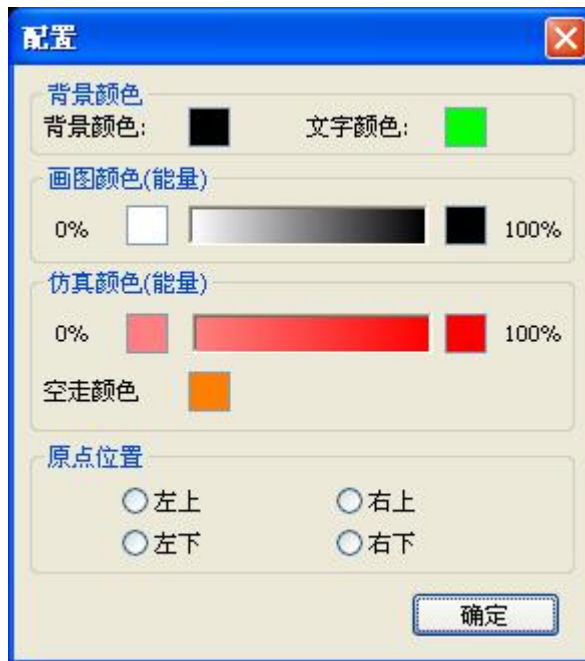 配置
背景颜色
背景颜色: 文字颜色:
画图颜色(能量)
0% 100%
仿真颜色(能量)
0% 100%
空走颜色
原点位置
左上 右上
左下 右下
确定